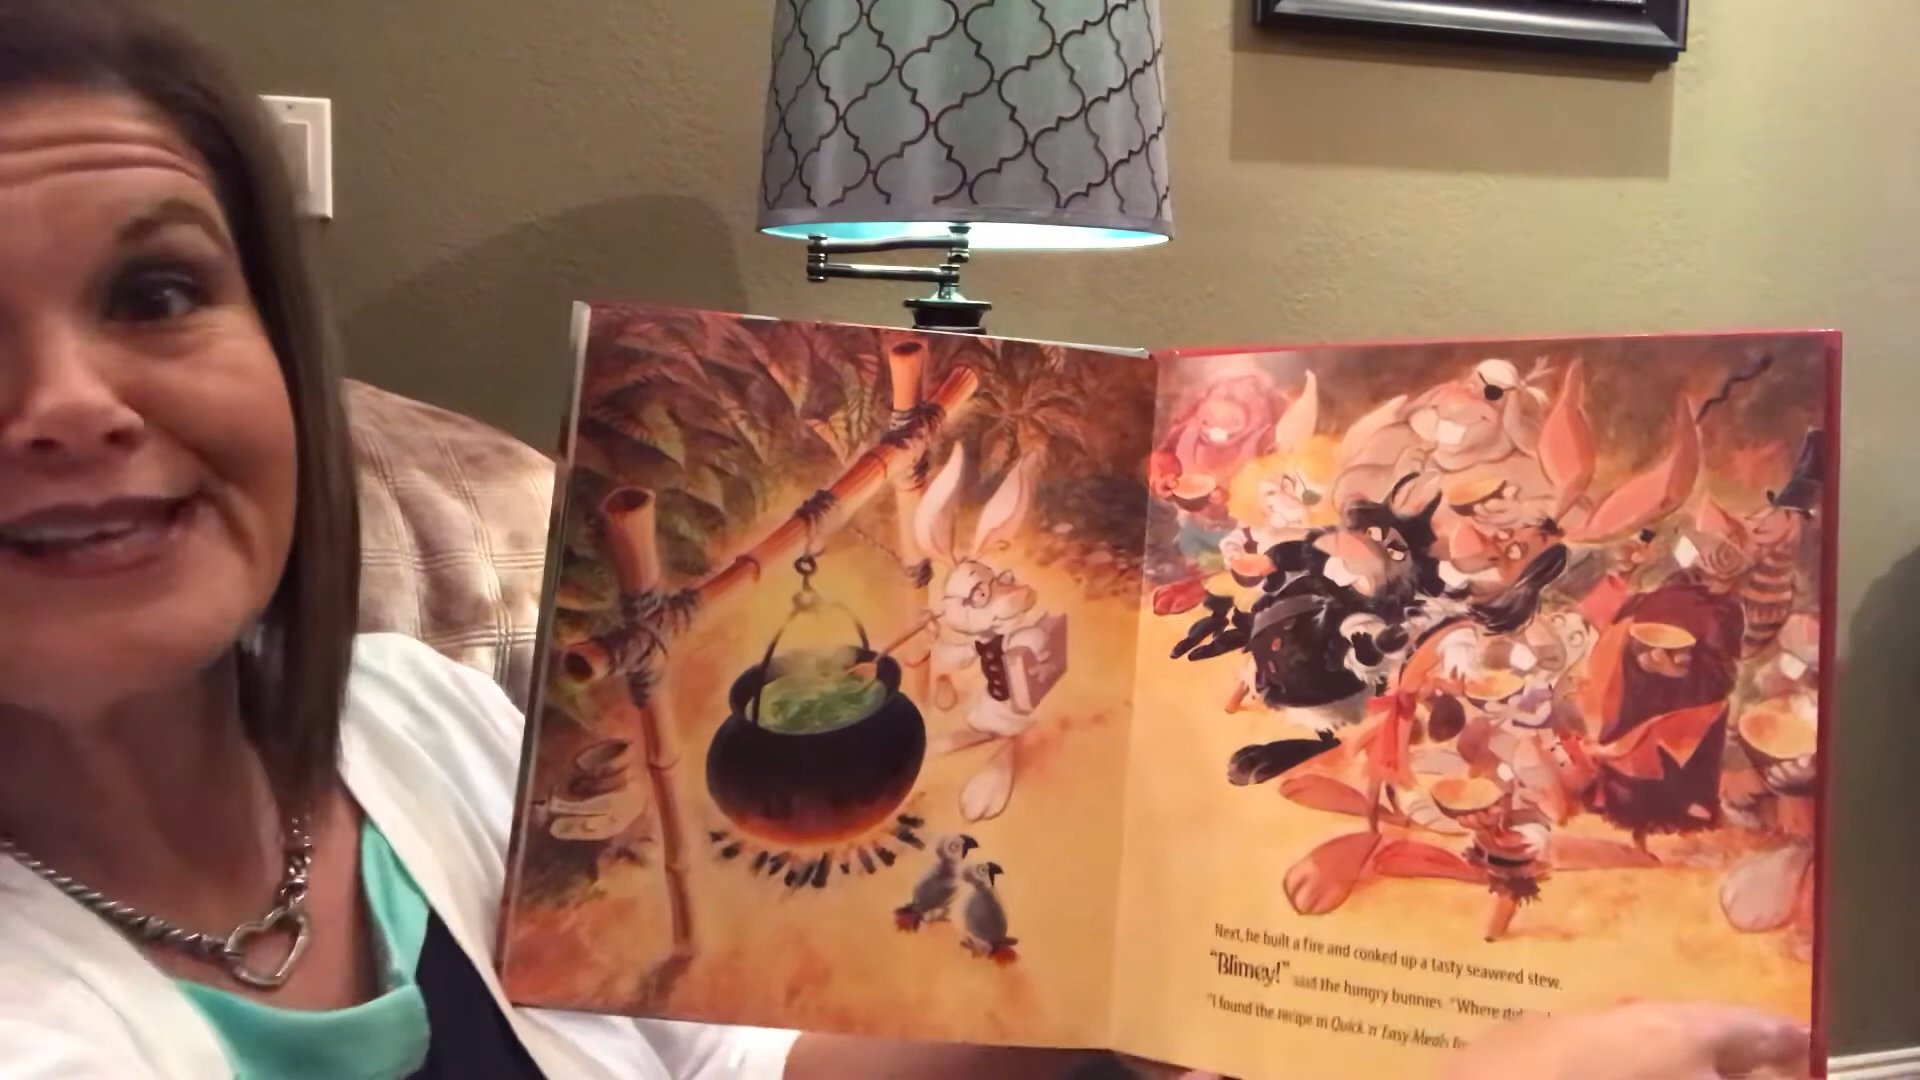 Next, he built a fire and cooked up a tasty seaweed stew.
"Blimey!" said the hungry bunnies. "Where did
"I found the recipe in Quick 'n' Easy Meals